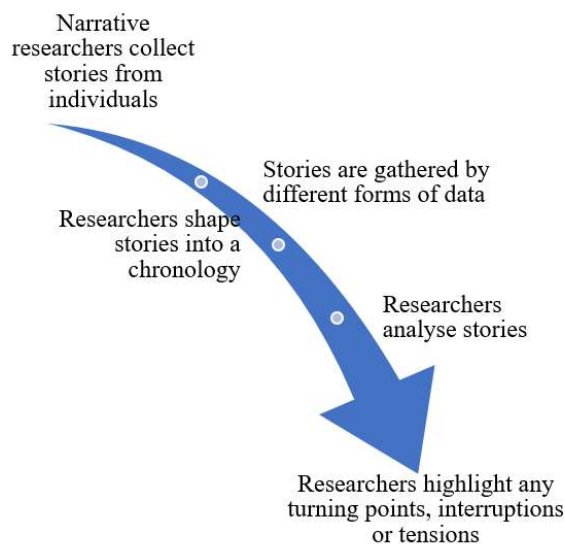 Narrative
researchers collect
stories from
individuals
Stories are gathered by
different forms of data
Researchers shape
stories into a
chronology
Researchers
analyse stories
Researchers highlight any
turning points, interruptions
or tensions